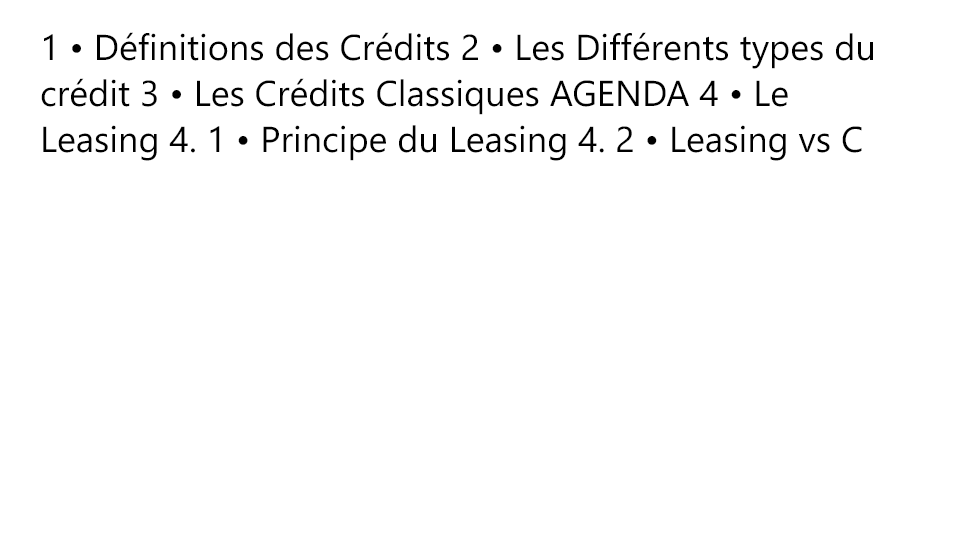 1 • Définitions des Crédits 2 • Les Différents types du
crédit 3 • Les Crédits Classiques AGENDA 4 • Le
Leasing 4. 1 • Principe du Leasing 4. 2 • Leasing vs C